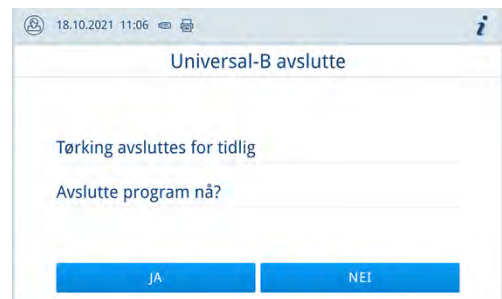 18.10.2021 11:06
i
Universal-B avslutte
Tørking avsluttes for tidlig
Avslutte program nå?
JA
NEI